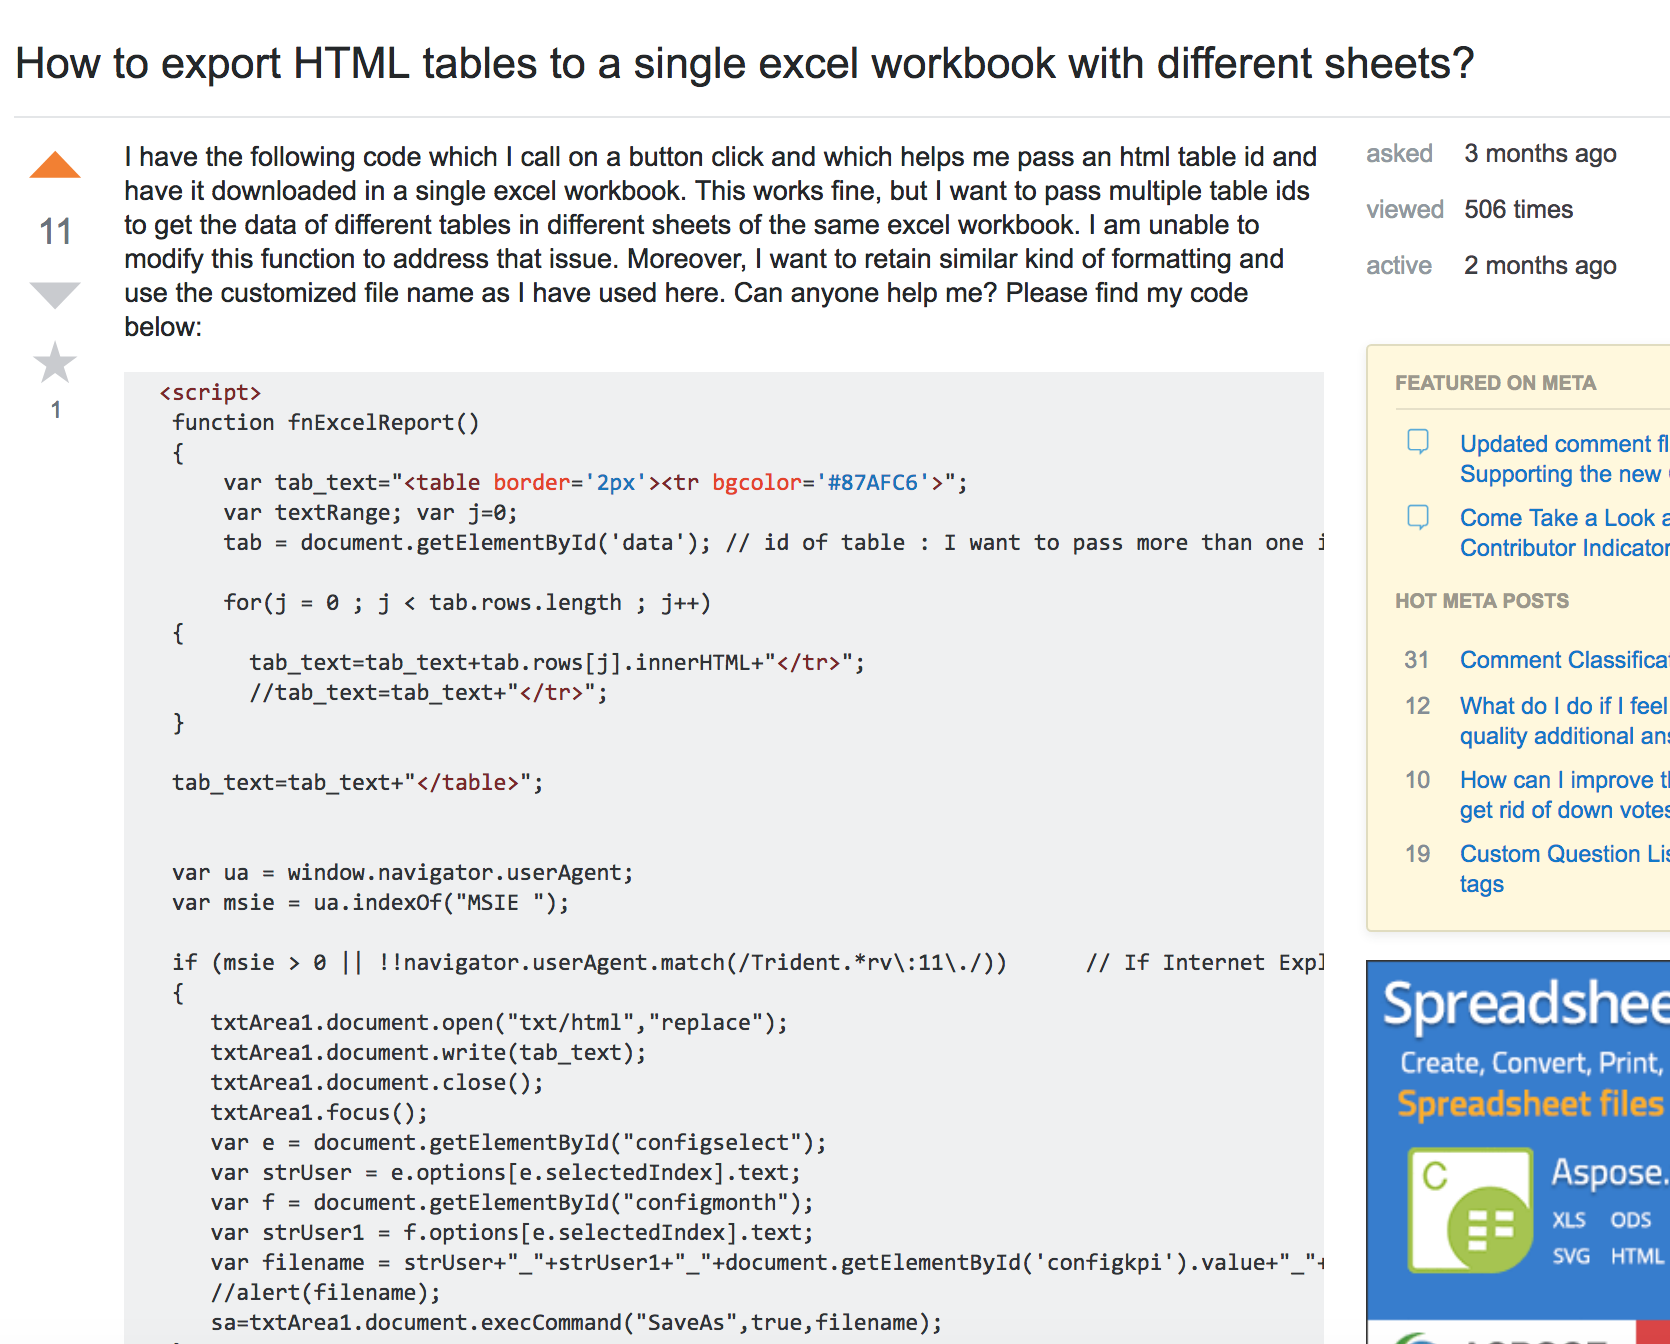 How to export HTML tables to a single excel workbook with different sheets?
11
1
I have the following code which I call on a button click and which helps me pass an html table id and
have it downloaded in a single excel workbook. This works fine, but I want to pass multiple table ids
to get the data of different tables in different sheets of the same excel workbook. I am unable to
modify this function to address that issue. Moreover, I want to retain similar kind of formatting and
use the customized file name as I have used here. Can anyone help me? Please find my code
below:
<script>
function fnExcelReport()
{
var tab_text="<table border='2px'><tr bgcolor='#87AFC6'>";
var textRange; var j=0;
tab = document.getElementById('data'); // id of table : I want to pass more than one i
for(j = 0 ; j < tab.rows.length ; j++)
{
tab_text=tab_text+tab.rows[j].innerHTML+"</tr>";
//tab_text=tab_text+"</tr>";
}
tab_text=tab_text+"</table>";
var ua = window.navigator.userAgent;
var msie = ua.indexOf("MSIE ");
if (msie > 0 || !!navigator.userAgent.match(/Trident.*rv\:11\./)) // If Internet Expl
{
txtArea1.document.open("txt/html","replace");
txtArea1.document.write(tab_text);
txtArea1.document.close();
txtArea1.focus();
var e = document.getElementById("configselect");
var strUser = e.options[e.selectedIndex].text;
var f = document.getElementById("configmonth");
var strUser1 = f.options[e.selectedIndex].text;
var filename = strUser+"_"+strUser1+"_"+document.getElementById('configkpi').value+"_"+
//alert(filename);
sa=txtArea1.document.execCommand("SaveAs",true,filename);
asked 3 months ago
viewed 506 times
active 2 months ago
FEATURED ON META
Updated comment fl
Supporting the new
Come Take a Look a
Contributor Indicator
HOT META POSTS
31 Comment Classificat
12 What do I do if I feel
quality additional ans
10 How can I improve th
get rid of down votes
19 Custom Question Lis
tags
Spreadshee
Create, Convert, Print,
Spreadsheet files
C
Aspose.
XLS ODS
SVG HTML